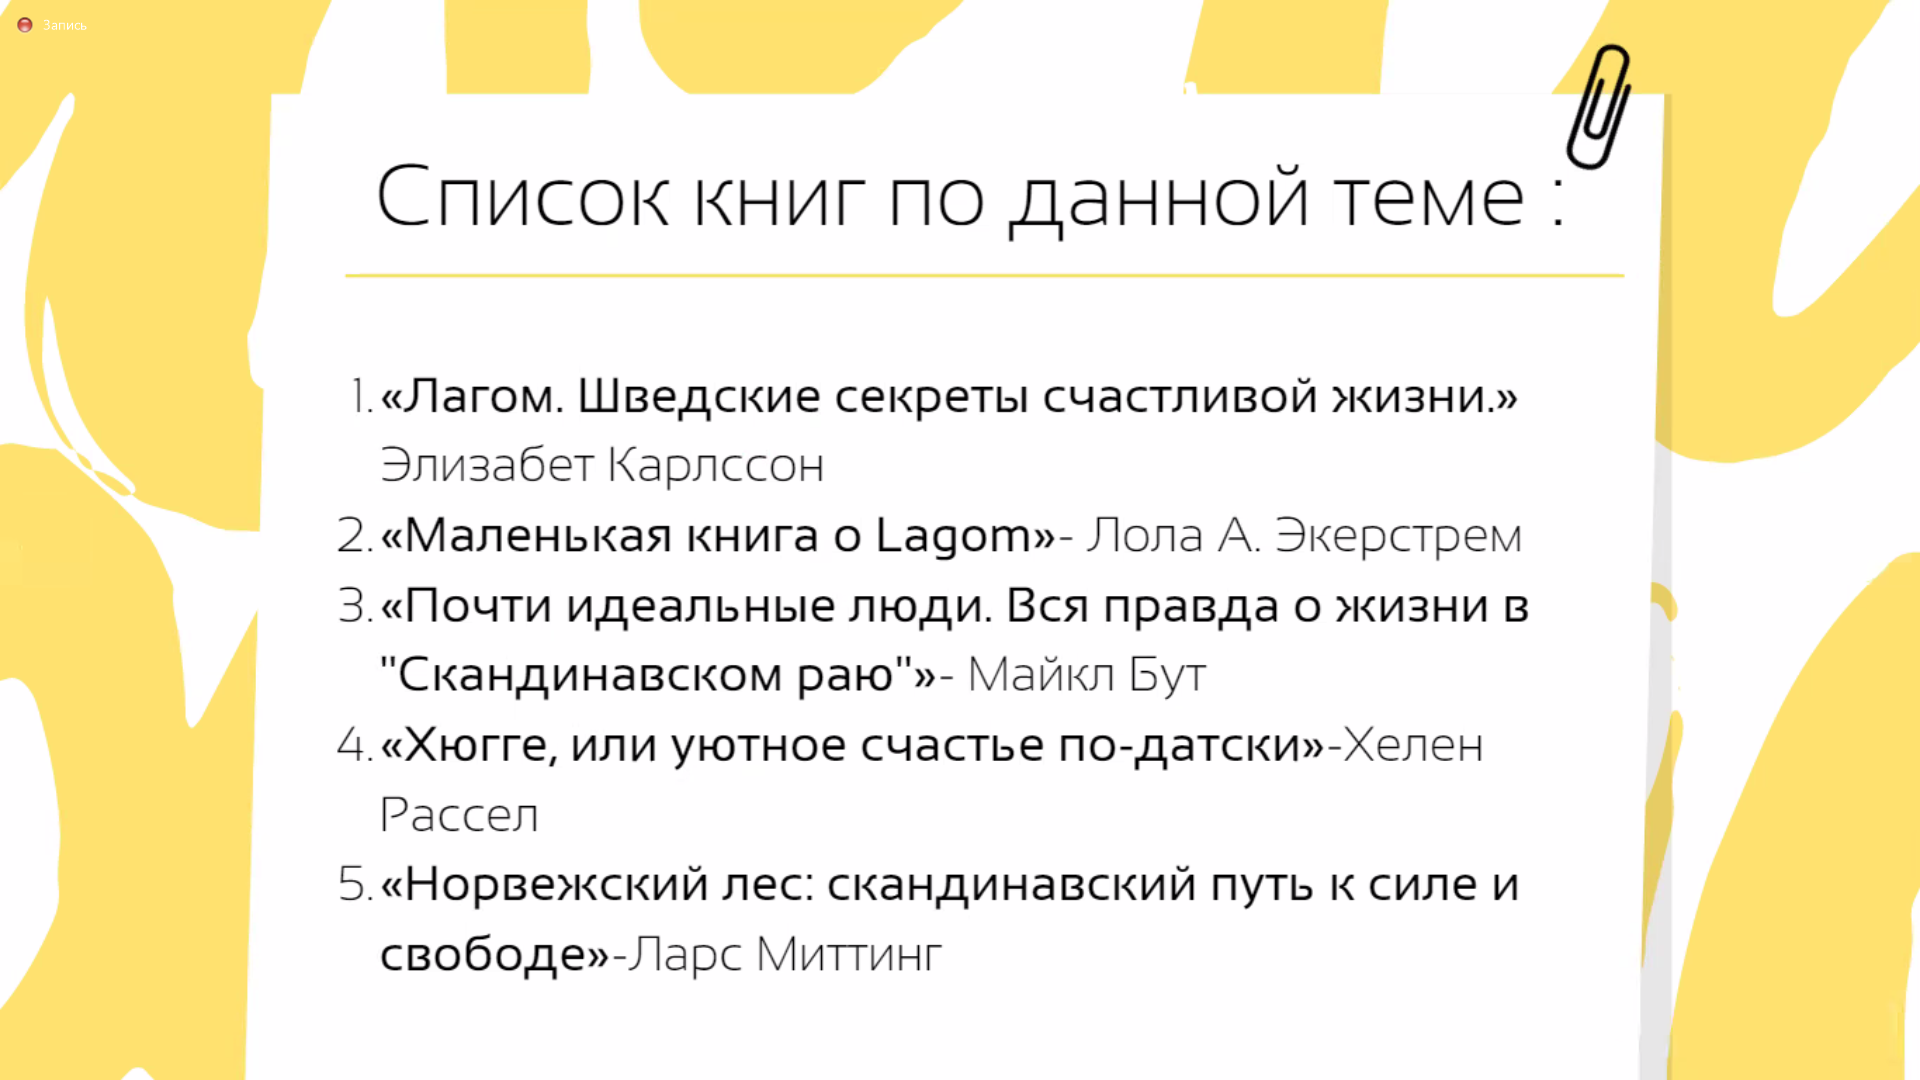 Запись
Список книг по данной теме :
1. «Лагом. Шведские секреты счастливой жизни.»
Элизабет Карлссон
2. «Маленькая книга о Lagom»- Лола А. Экерстрем
3. «Почти идеальные люди. Вся правда о жизни в
"Скандинавском раю"»- Майкл Бут
4. «Хюгге, или уютное счастье по-датски»-Хелен
Рассел
5. «Норвежский лес: скандинавский путь к силе и
свободе»-Ларс Миттинг